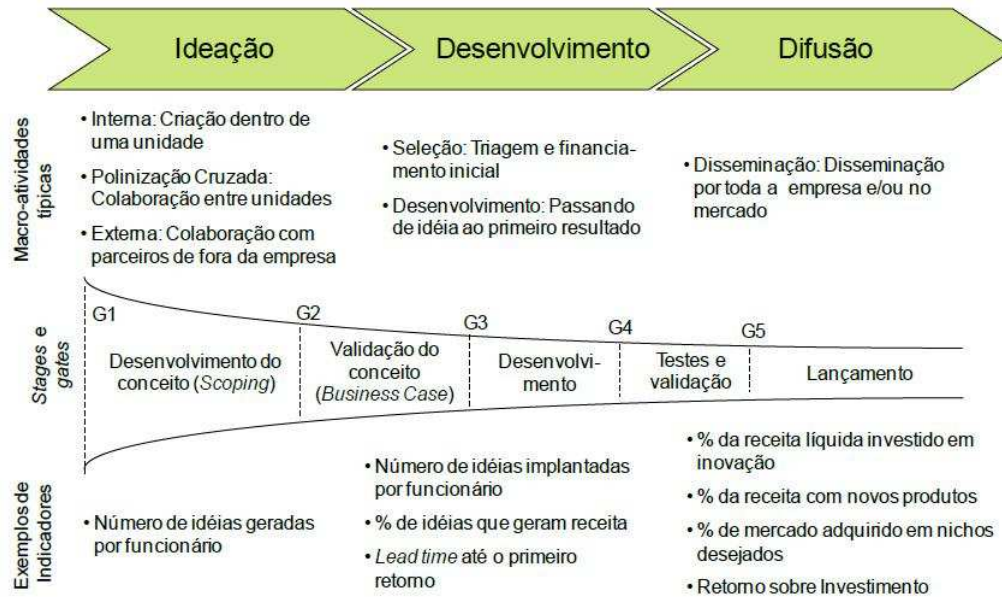 Ideação
Desenvolvimento
Difusão
Macro-atividades
típicas
• Interna: Criação dentro de
uma unidade
• Polinização Cruzada:
Colaboração entre unidades
• Externa: Colaboração com
parceiros de fora da empresa
• Seleção: Triagem e financia-
mento inicial
• Desenvolvimento: Passando
de idéia ao primeiro resultado
• Disseminação: Disseminação
por toda a empresa e/ou no
mercado
Stages e
gates
G1
Desenvolvimento do
conceito (Scoping)
G2
Validação do
conceito
(Business Case)
G3
Desenvolvi-
mento
G4
Testes e
validação
G5
Lançamento
Exemplos de
Indicadores
• Número de idéias geradas
por funcionário
• Número de idéias implantadas
por funcionário
• % de idéias que geram receita
• Lead time até o primeiro
retorno
• % da receita líquida investido em
inovação
• % da receita com novos produtos
• % de mercado adquirido em nichos
desejados
• Retorno sobre Investimento